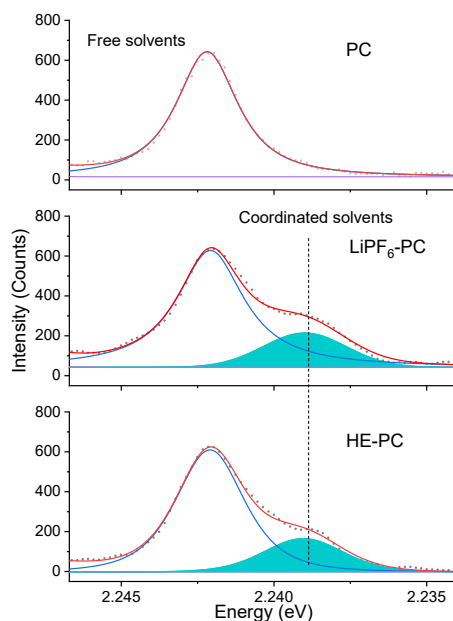 800
Free solvents
PC
600
400
200
0
800
Coordinated solvents
LiPF6-PC
600
400
200
0
Intensity (Counts)
800
HE-PC
600
400
200
0
2.245
2.240
2.235
Energy (eV)